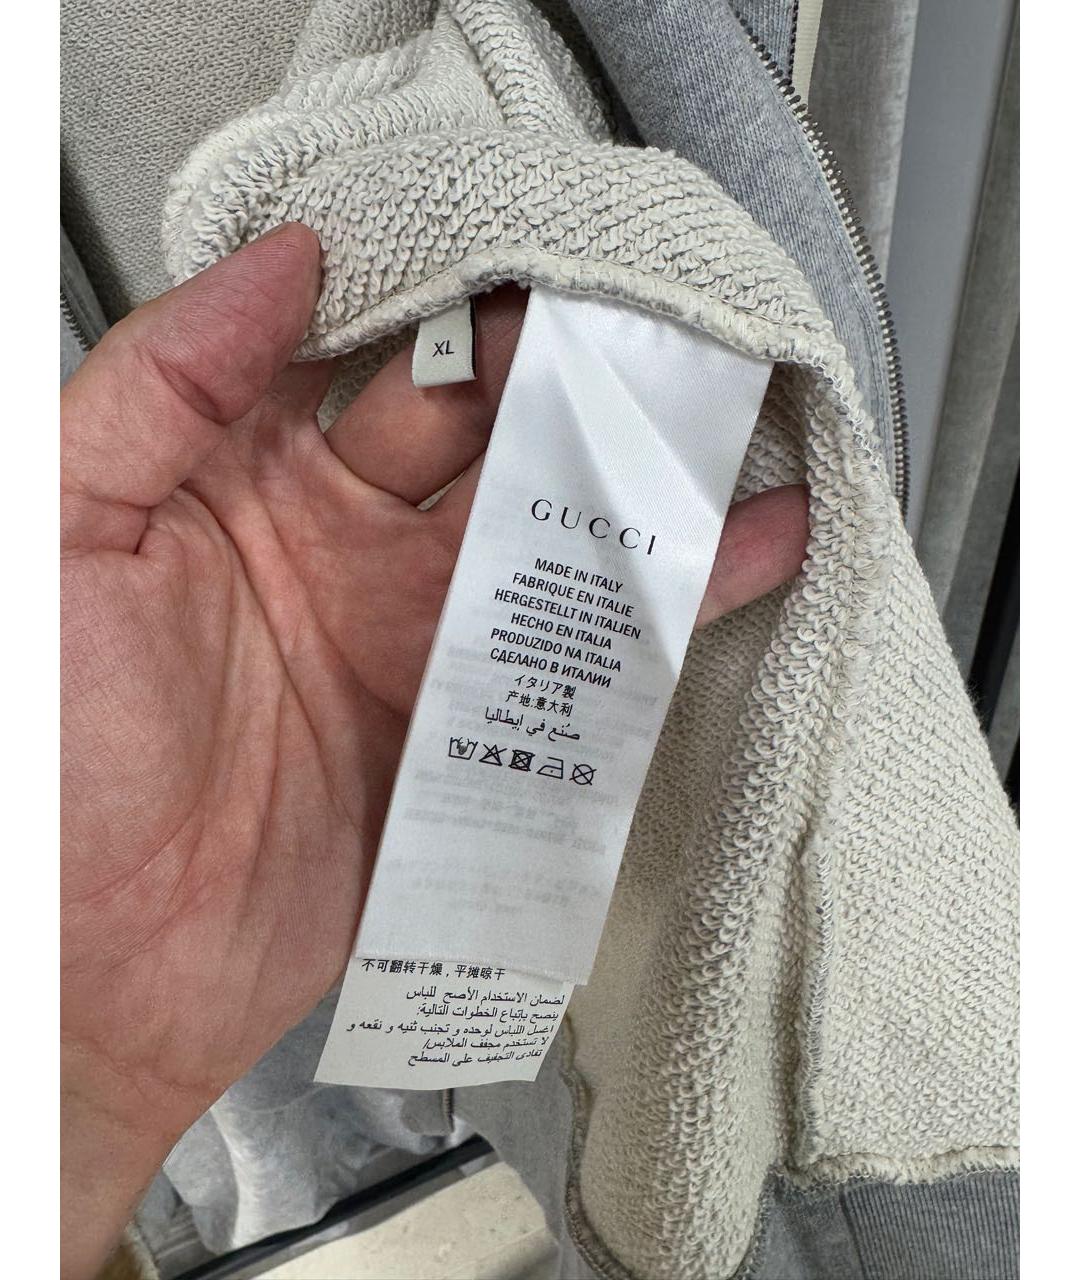 XL
GUCCI
MADE IN ITALY
FABRIQUE EN ITALIE
HERGESTELLT IN ITALIEN
HECHO EN ITALIA
PRODUZIDO NA ITALIA
СДЕЛАНО В ИТАЛИИ
イタリア製
产地:意大利
صُنع في إيطاليا
不可翻转干燥，平摊晾干
لضمان الاستخدام الأصح للباس
ينصح بإتباع الخطوات التالية:
اغسل اللباس لوحده و تجنب ثنيه و نقعه و
لا تستخدم مجفف الملابس/
تفادى التجفيف على المسطح